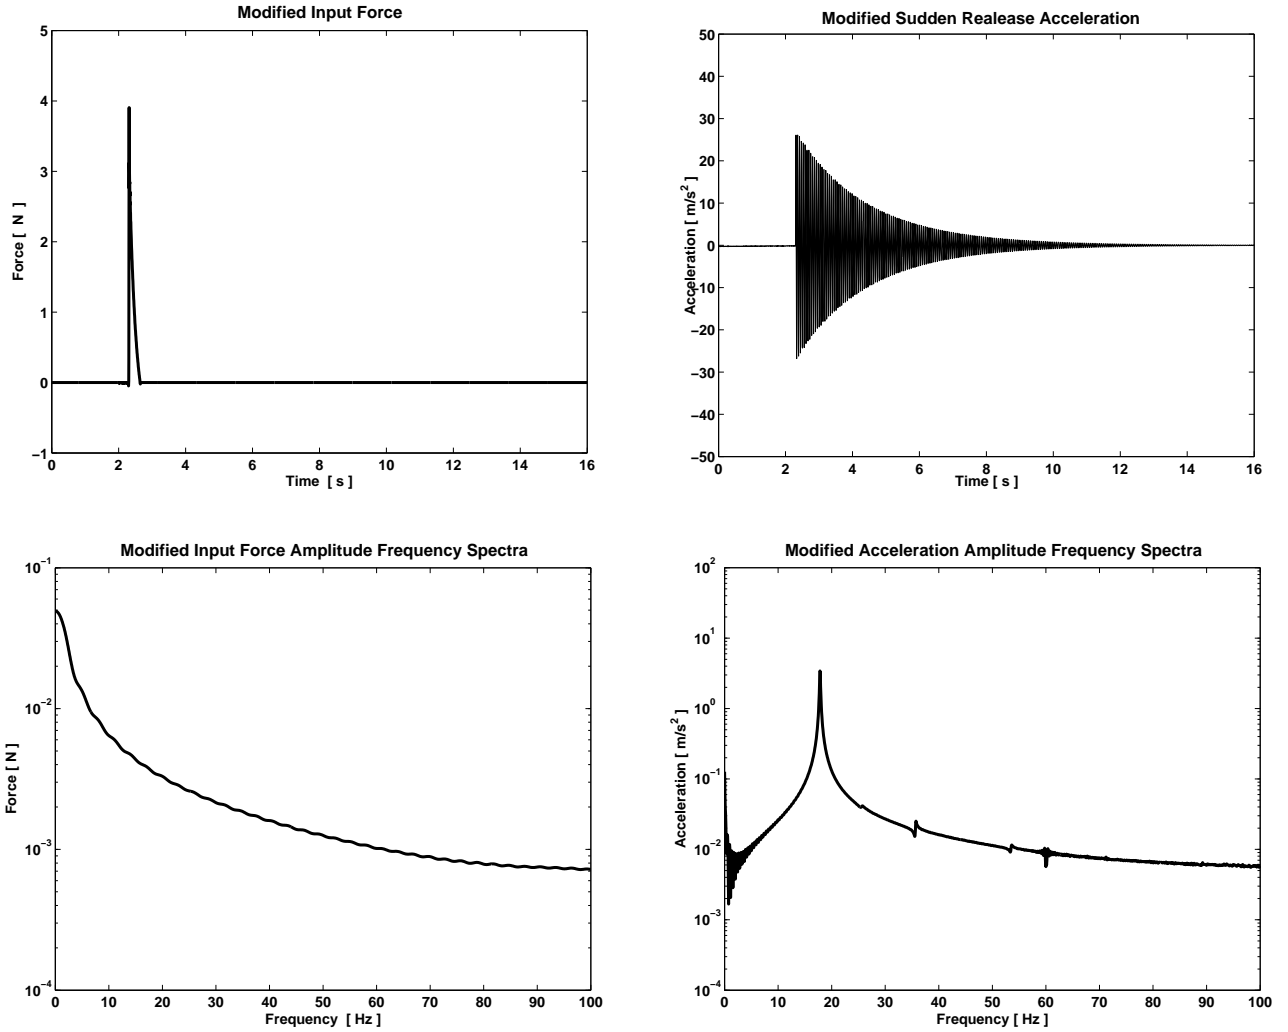 Modified Input Force
5
4
3
2
1
0
−1
Force [ N ]
0 2 4 6 8 10 12 14 16
Time [ s ]
Modified Sudden Realease Acceleration
50
40
30
20
10
0
−10
−20
−30
−40
−50
Acceleration [ m/s² ]
0 2 4 6 8 10 12 14 16
Time [ s ]
Modified Input Force Amplitude Frequency Spectra
10⁻¹
10⁻²
10⁻³
10⁻⁴
Force [ N ]
0 10 20 30 40 50 60 70 80 90 100
Frequency [ Hz ]
Modified Acceleration Amplitude Frequency Spectra
10²
10¹
10⁰
10⁻¹
10⁻²
10⁻³
10⁻⁴
Acceleration [ m/s² ]
0 10 20 30 40 50 60 70 80 90 100
Frequency [ Hz ]